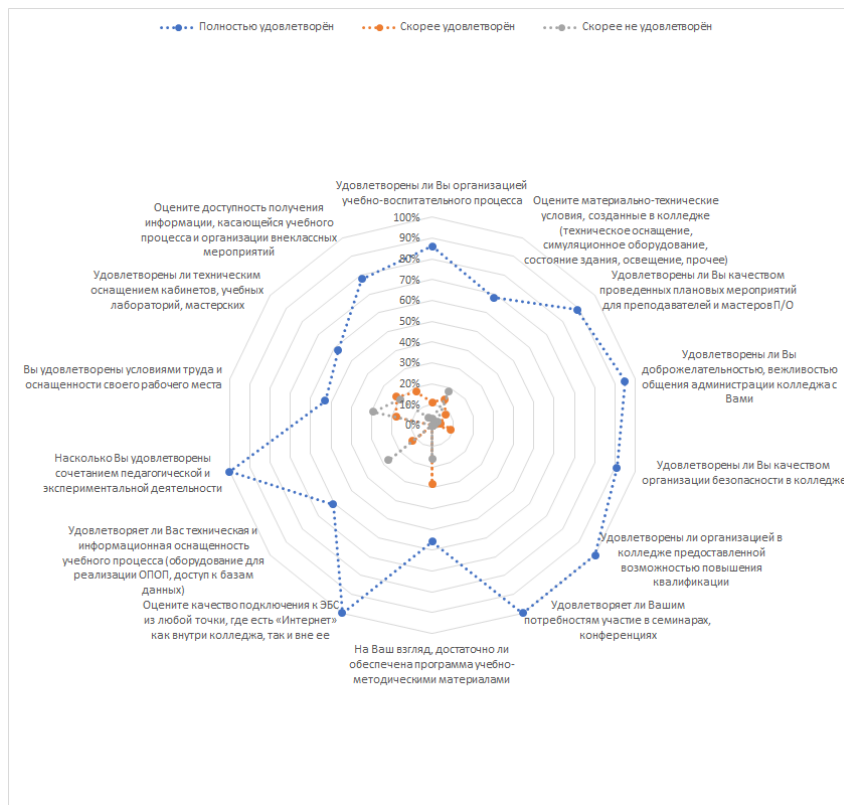 Полностью удовлетворён
Скорее удовлетворён
Скорее не удовлетворён
Удовлетворены ли Вы организацией
учебно-воспитательного процесса
Оцените материально-технические
условия, созданные в колледже
(техническое оснащение,
симуляционное оборудование,
состояние здания, освещение, прочее)
Удовлетворены ли Вы качеством
проведенных плановых мероприятий
для преподавателей и мастеров П/О
Удовлетворены ли Вы
доброжелательностью, вежливостью
общения администрации колледжа с
Вами
Удовлетворены ли Вы качеством
организации безопасности в колледже
Удовлетворены ли организацией в
колледже предоставленной
возможностью повышения
квалификации
Удовлетворяет ли Вашим
потребностям участие в семинарах,
конференциях
На Ваш взгляд, достаточно ли
обеспечена программа учебно-
методическими материалами
Оцените качество подключения к ЭБС
из любой точки, где есть «Интернет»
как внутри колледжа, так и вне ее
Удовлетворяет ли Вас техническая и
информационная оснащенность
учебного процесса (оборудование для
реализации ОПОП, доступ к базам
данных)
Насколько Вы удовлетворены
сочетанием педагогической и
экспериментальной деятельности
Вы удовлетворены условиями труда и
оснащенности своего рабочего места
Удовлетворены ли техническим
оснащением кабинетов, учебных
лабораторий, мастерских
Оцените доступность получения
информации, касающейся учебного
процесса и организации внеклассных
мероприятий
100%
90%
80%
70%
60%
50%
40%
30%
20%
10%
0%